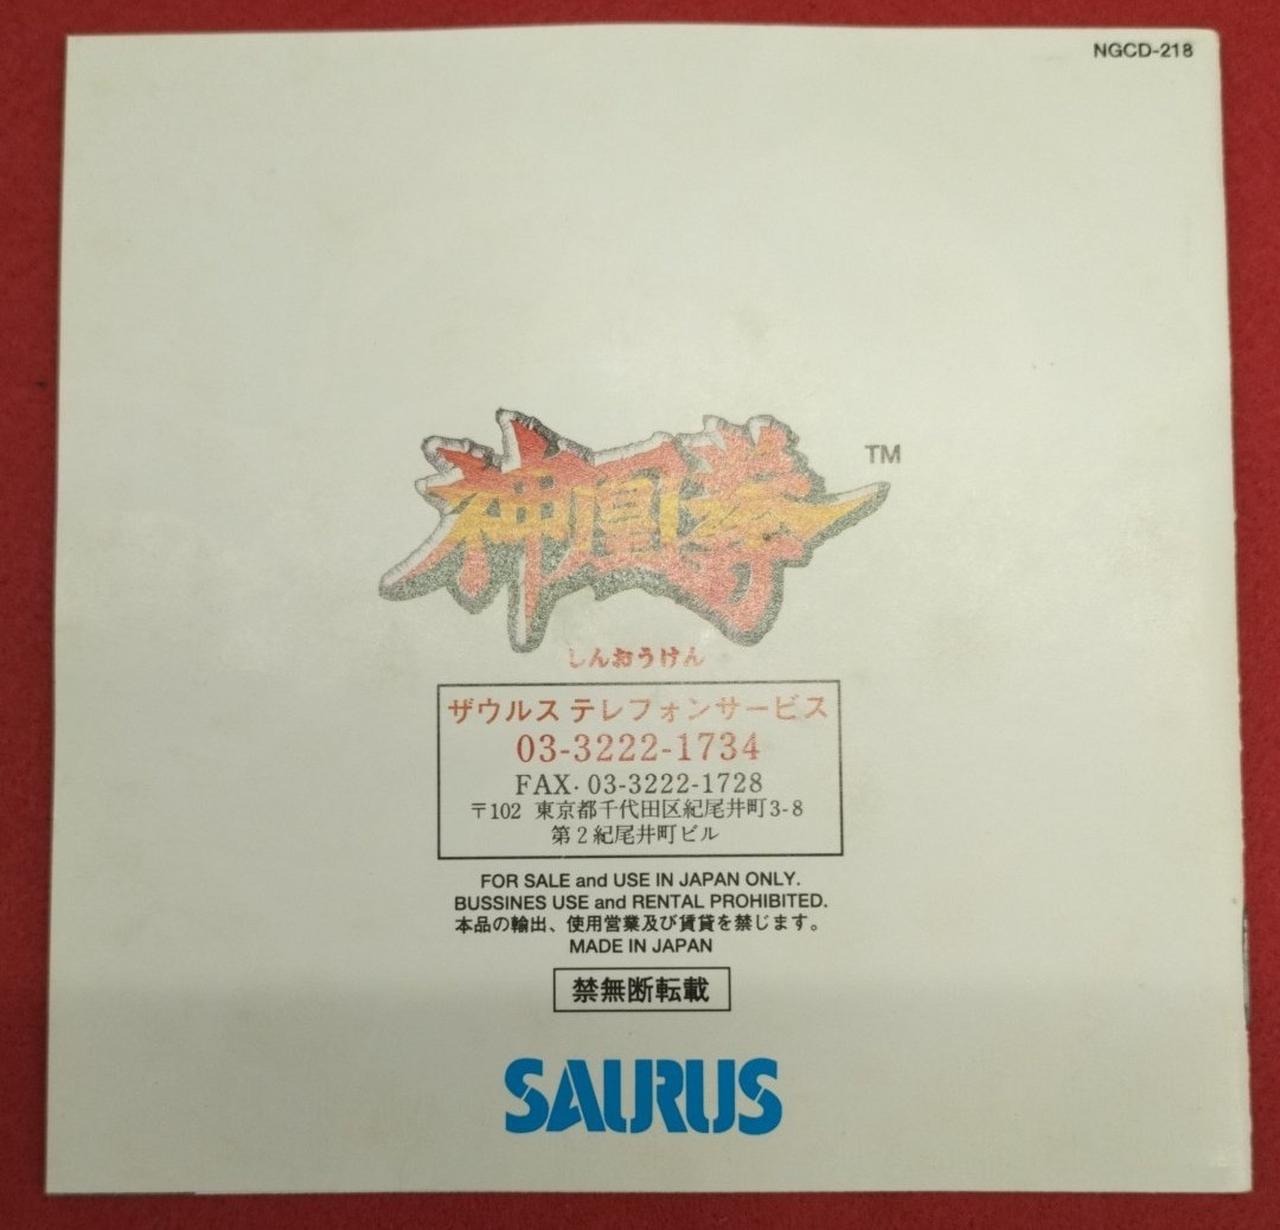 NGCD-218
神凰拳
TM
しんおうけん
ザウルス テレフォンサービス
03-3222-1734
FAX. 03-3222-1728
〒102 東京都千代田区紀尾井町3-8
第2紀尾井町ビル
FOR SALE and USE IN JAPAN ONLY.
BUSSINES USE and RENTAL PROHIBITED.
本品の輸出、使用営業及び賃貸を禁じます。
MADE IN JAPAN
禁無断転載
SAURUS